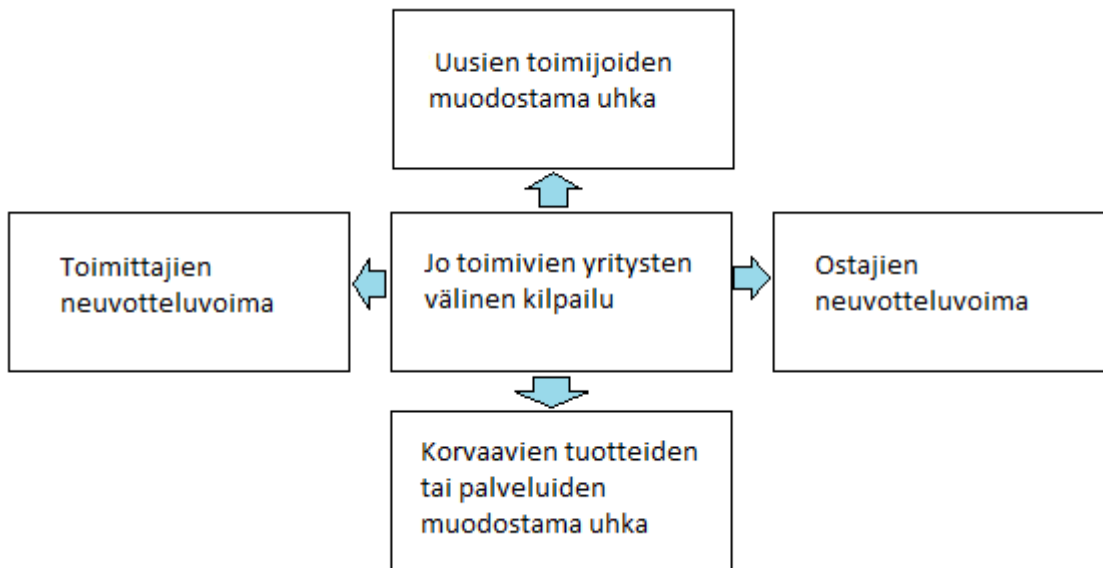 Uusien toimijoiden
muodostama uhka
Toimittajien
neuvotteluvoima
Jo toimivien yritysten
välinen kilpailu
Ostajien
neuvotteluvoima
Korvaavien tuotteiden
tai palveluiden
muodostama uhka